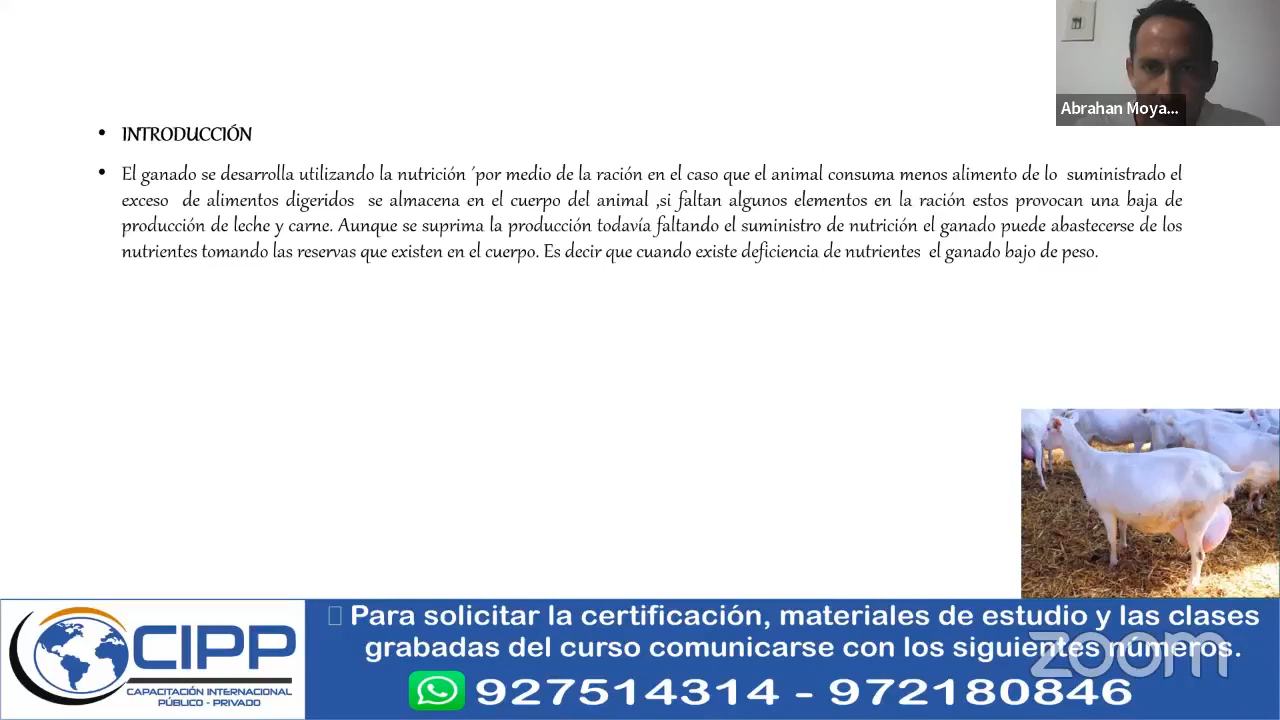 Abrahan Moya...
• INTRODUCCIÓN
• El ganado se desarrolla utilizando la nutrición ´por medio de la ración en el caso que el animal consuma menos alimento de lo suministrado el
exceso de alimentos digeridos se almacena en el cuerpo del animal ,si faltan algunos elementos en la ración estos provocan una baja de
producción de leche y carne. Aunque se suprima la producción todavía faltando el suministro de nutrición el ganado puede abastecerse de los
nutrientes tomando las reservas que existen en el cuerpo. Es decir que cuando existe deficiencia de nutrientes el ganado bajo de peso.
CIPP
CAPACITACIÓN INTERNACIONAL
PÚBLICO - PRIVADO
Para solicitar la certificación, materiales de estudio y las clases
grabadas del curso comunicarse con los siguientes números.
zoom
927514314 - 972180846